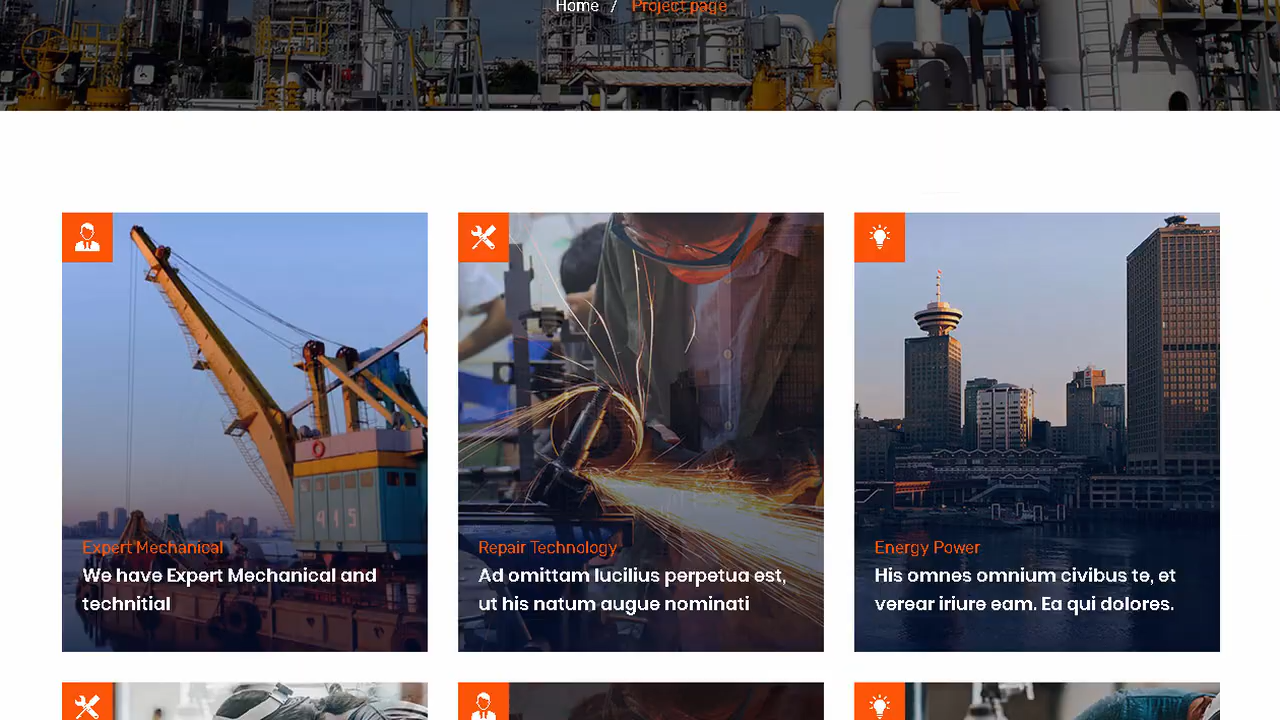 Home / Project page
415
Expert Mechanical
We have Expert Mechanical and
technitial
Repair Technology
Ad omittam lucilius perpetua est,
ut his natum augue nominati
Energy Power
His omnes omnium civibus te, et
verear iriure eam. Ea qui dolores.